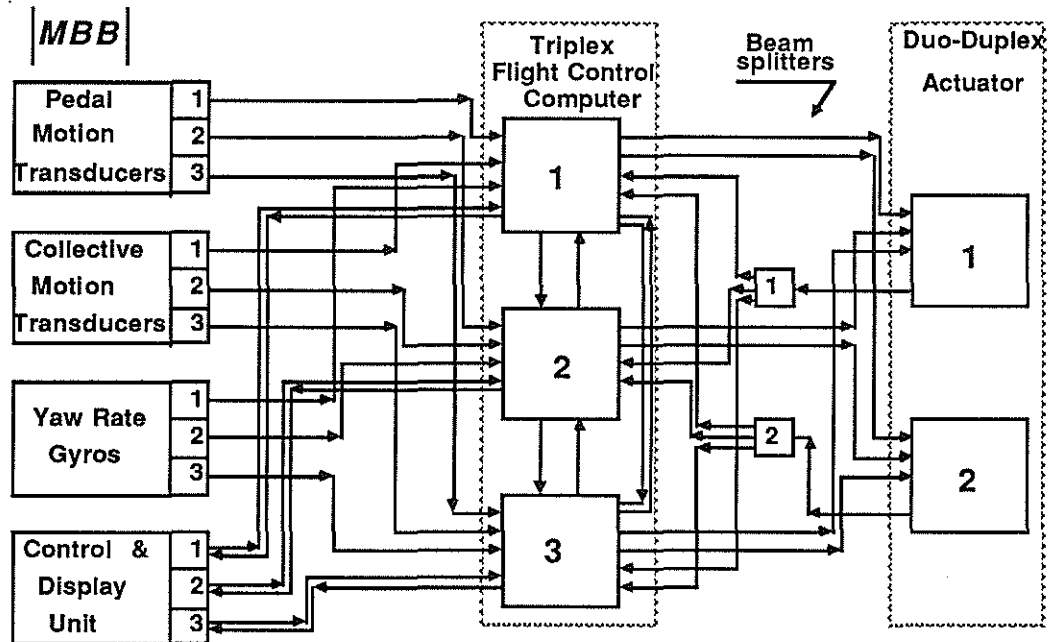 |MBB|
Pedal
Motion
Transducers
1
2
3
Collective
Motion
Transducers
1
2
3
Yaw Rate
Gyros
1
2
3
Control &
Display
Unit
1
2
3
Triplex
Flight Control
Computer
1
2
3
Beam
splitters
1
2
Duo-Duplex
Actuator
1
2